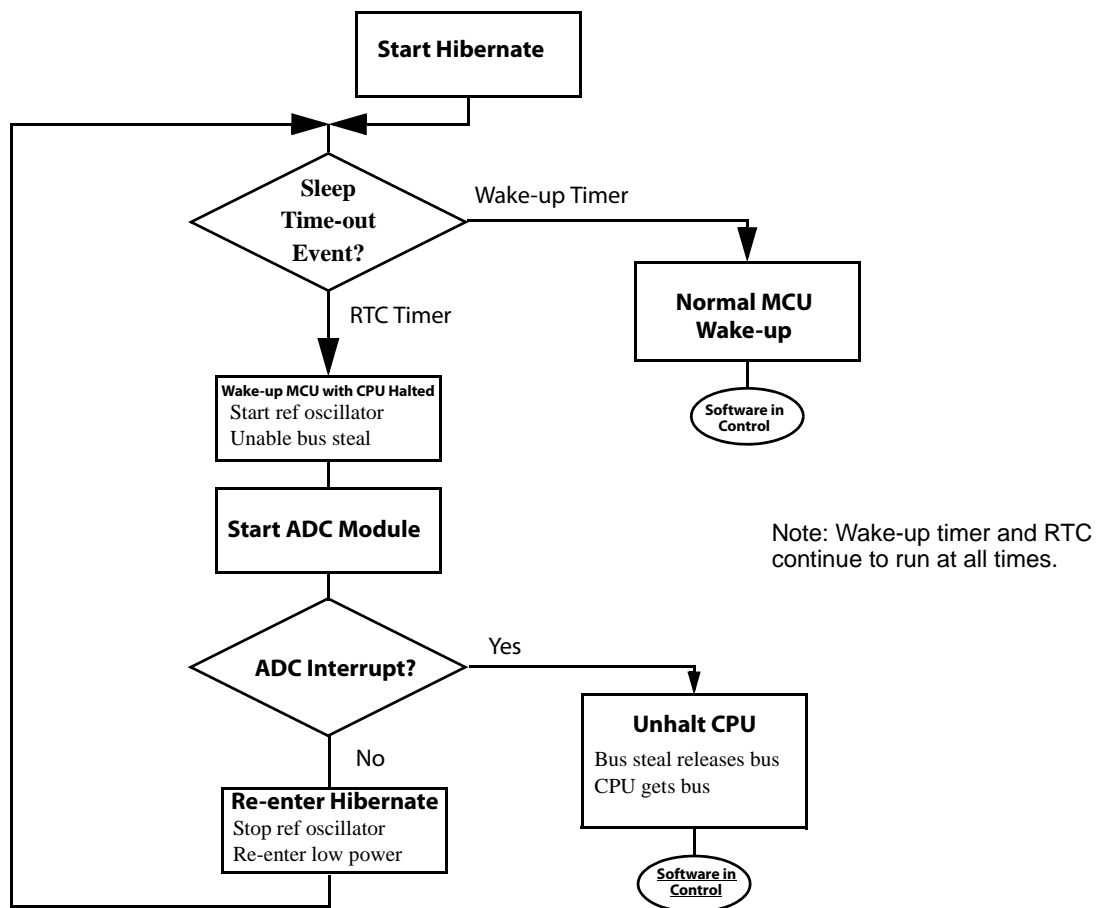 Start Hibernate
Sleep
Time-out
Event?
Wake-up Timer
Normal MCU
Wake-up
Software in
Control
RTC Timer
Wake-up MCU with CPU Halted
Start ref oscillator
Unable bus steal
Start ADC Module
Note: Wake-up timer and RTC
continue to run at all times.
ADC Interrupt?
Yes
Unhalt CPU
Bus steal releases bus
CPU gets bus
Software in
Control
No
Re-enter Hibernate
Stop ref oscillator
Re-enter low power